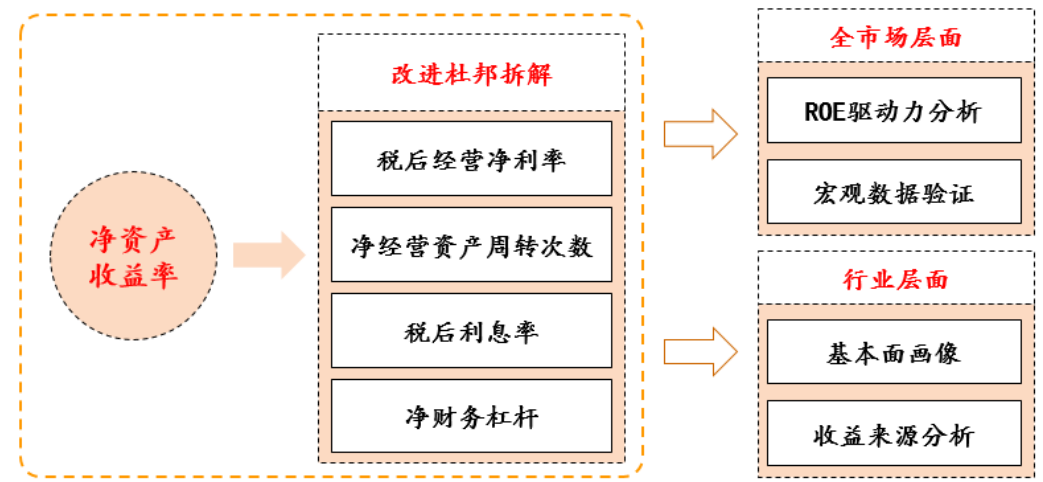 净资产
收益率
改进杜邦拆解
税后经营净利率
净经营资产周转次数
税后利息率
净财务杠杆
全市场层面
ROE驱动力分析
宏观数据验证
行业层面
基本面画像
收益来源分析